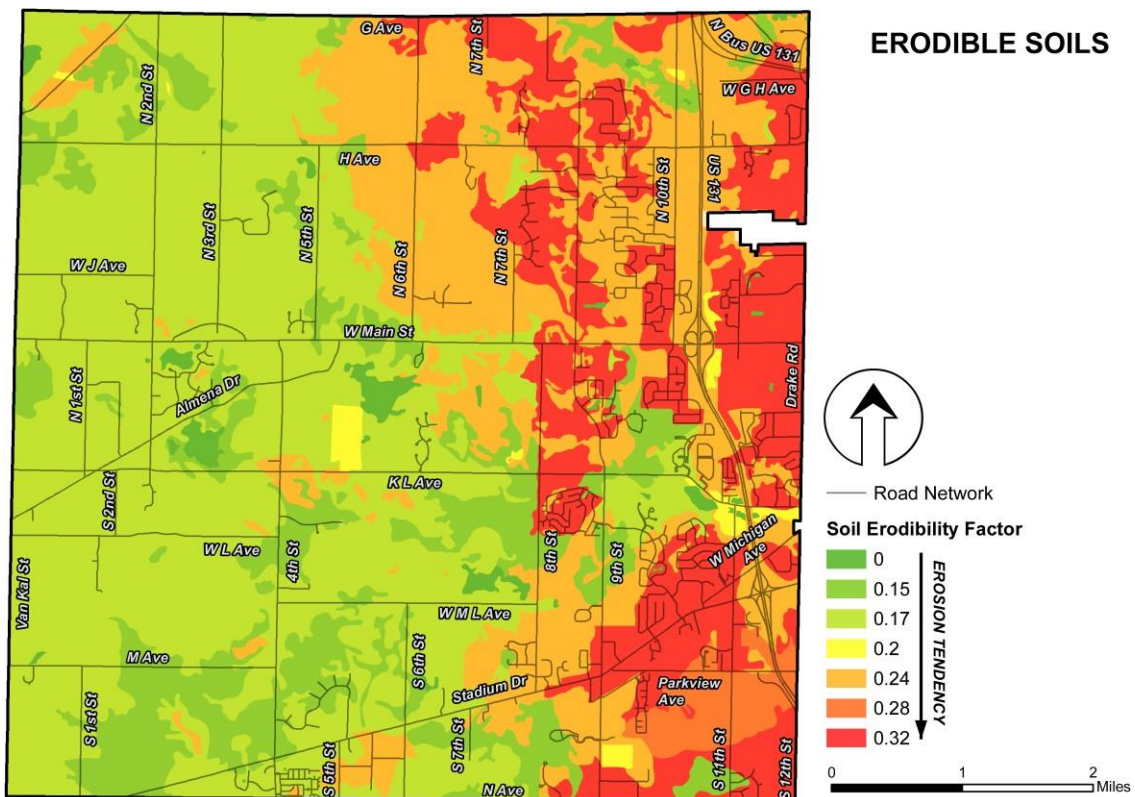 ERODIBLE SOILS
G Ave
N 7th St
N Bus US 131
W G H Ave
N 2nd St
H Ave
N 10th St
US 131
N 3rd St
N 5th St
N 6th St
N 7th St
W J Ave
W Main St
Drake Rd
N 1st St
Almena Dr
K L Ave
S 2nd St
W L Ave
4th St
8th St
9th St
W Michigan
Ave
Van Kal St
W M L Ave
M Ave
S 6th St
Stadium Dr
Parkview
Ave
S 1st St
S 7th St
S 5th St
N Ave
S 11th St
S 12th St
Road Network
Soil Erodibility Factor
0
0.15
0.17
0.2
0.24
0.28
0.32
EROSION TENDENCY
0 1 2
Miles